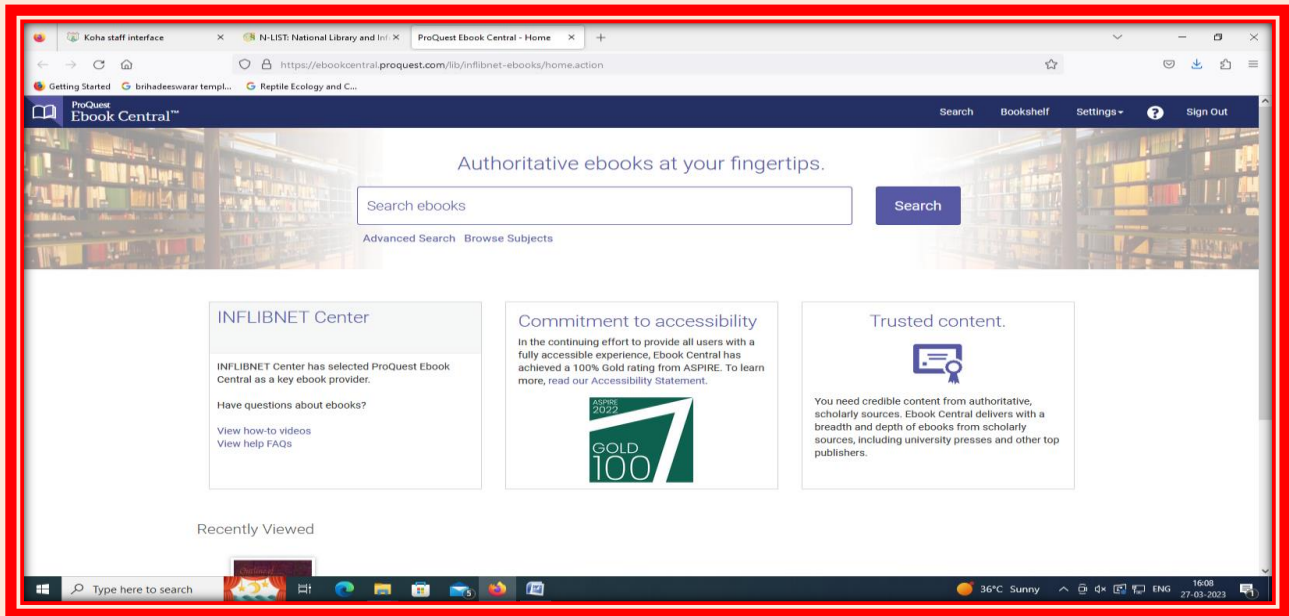 Koha staff interface
N-LIST: National Library and Inf
ProQuest Ebook Central - Home
https://ebookcentral.proquest.com/lib/inflibnet-ebooks/home.action
Getting Started
brihadeeswarar templ...
Reptile Ecology and C...
ProQuest
Ebook Central™
Search
Bookshelf
Settings
?
Sign Out
Authoritative ebooks at your fingertips.
Search ebooks
Search
Advanced Search Browse Subjects
INFLIBNET Center
INFLIBNET Center has selected ProQuest Ebook
Central as a key ebook provider.
Have questions about ebooks?
View how-to videos
View help FAQs
Commitment to accessibility
In the continuing effort to provide all users with a
fully accessible experience, Ebook Central has
achieved a 100% Gold rating from ASPIRE. To learn
more, read our Accessibility Statement.
ASPIRE
2022
GOLD
100
Trusted content.
You need credible content from authoritative,
scholarly sources. Ebook Central delivers with a
breadth and depth of ebooks from scholarly
sources, including university presses and other top
publishers.
Recently Viewed
Type here to search
5
36°C Sunny
ENG
16:08
27-03-2023
1